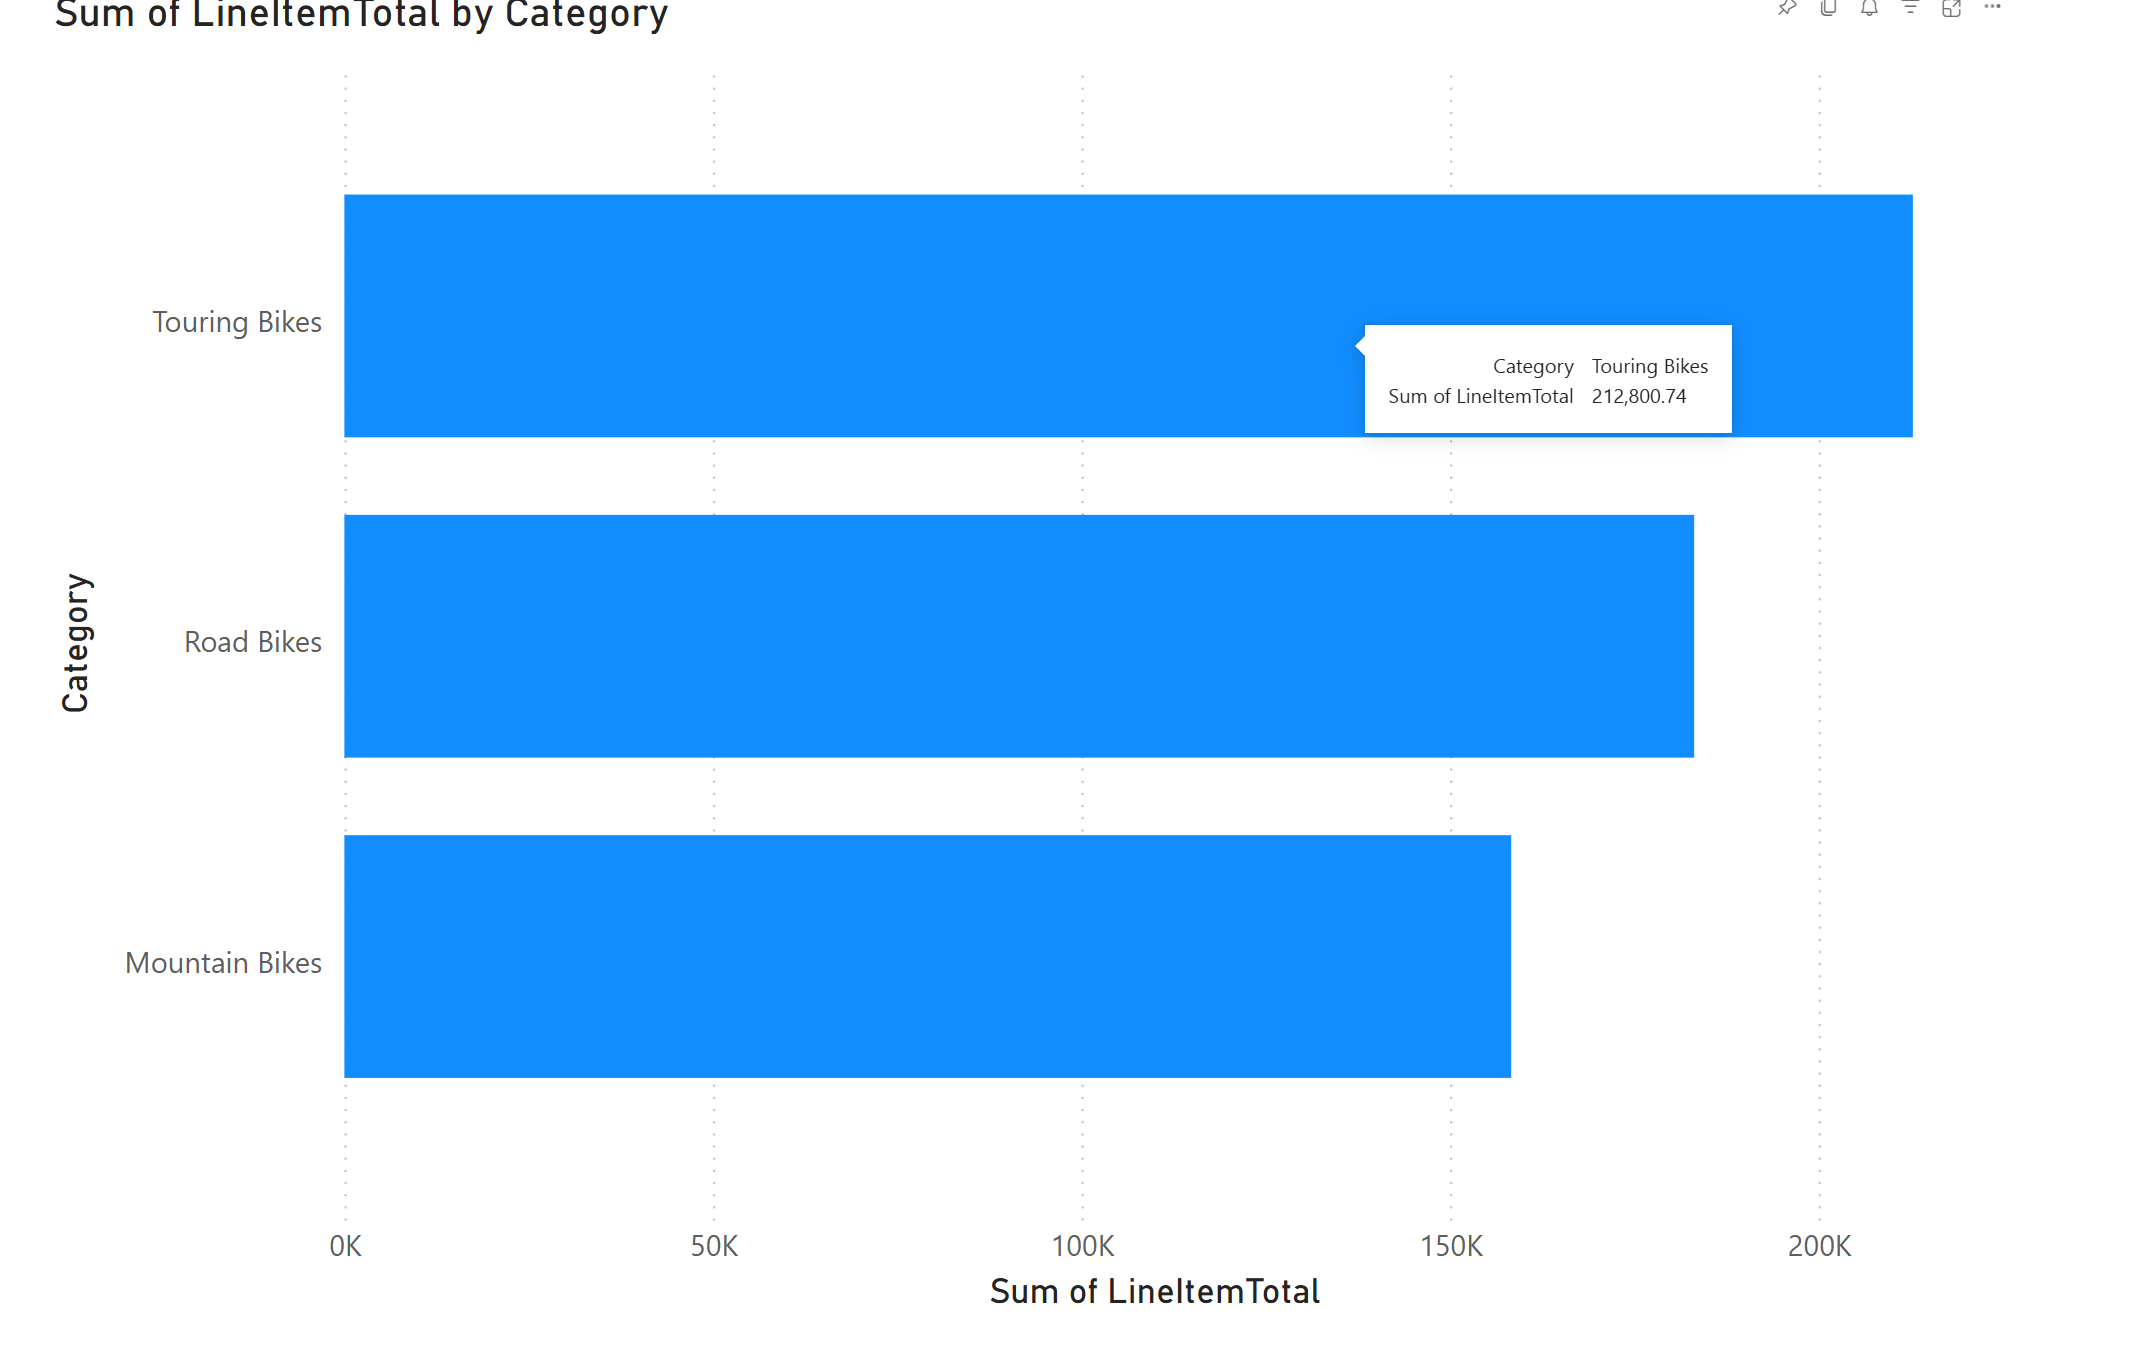 Sum of LineItemTotal by Category
Touring Bikes
Category Touring Bikes
Sum of LineItemTotal 212,800.74
Category
Road Bikes
Mountain Bikes
0K 50K 100K 150K 200K
Sum of LineItemTotal